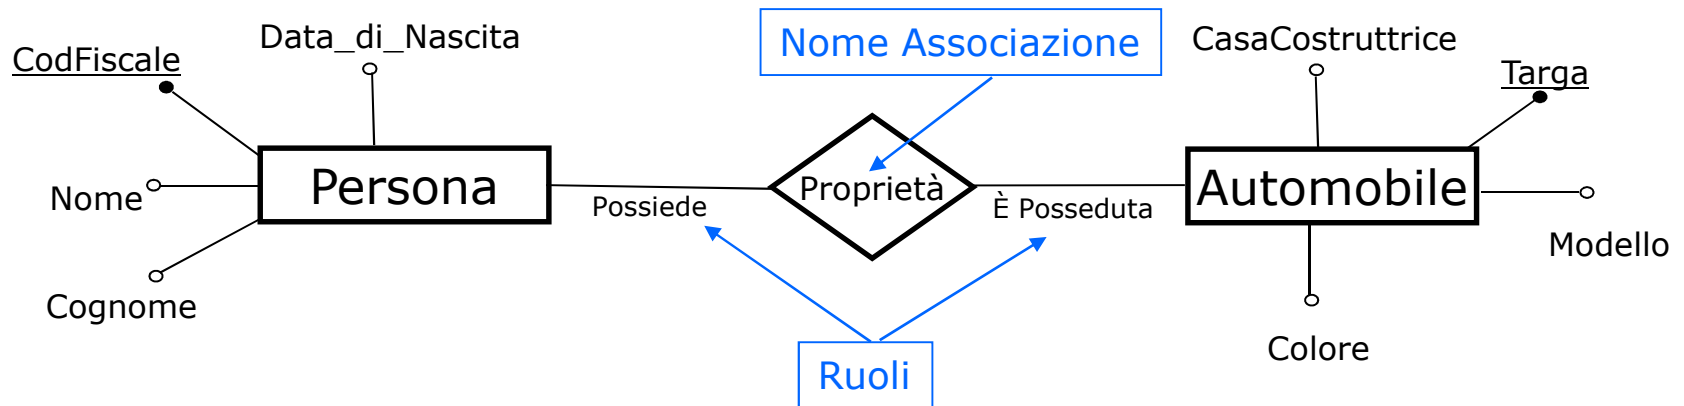 CodFiscale
Data_di_Nascita
Nome Associazione
CasaCostruttrice
Targa
Nome
Persona
Possiede
Proprietà
È Posseduta
Automobile
Modello
Cognome
Ruoli
Colore